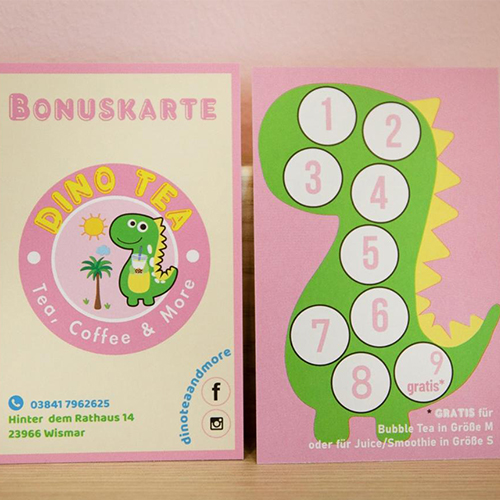 BONUSKARTE
DINO TEA
Tea, Coffee & More
dinoteaandmore
03841 7962625
Hinter dem Rathaus 14
23966 Wismar
f
1
2
3
4
5
6
7
8
9
gratis*
* GRATIS für
Bubble Tea in Größe M
oder für Juice/Smoothie in Größe S